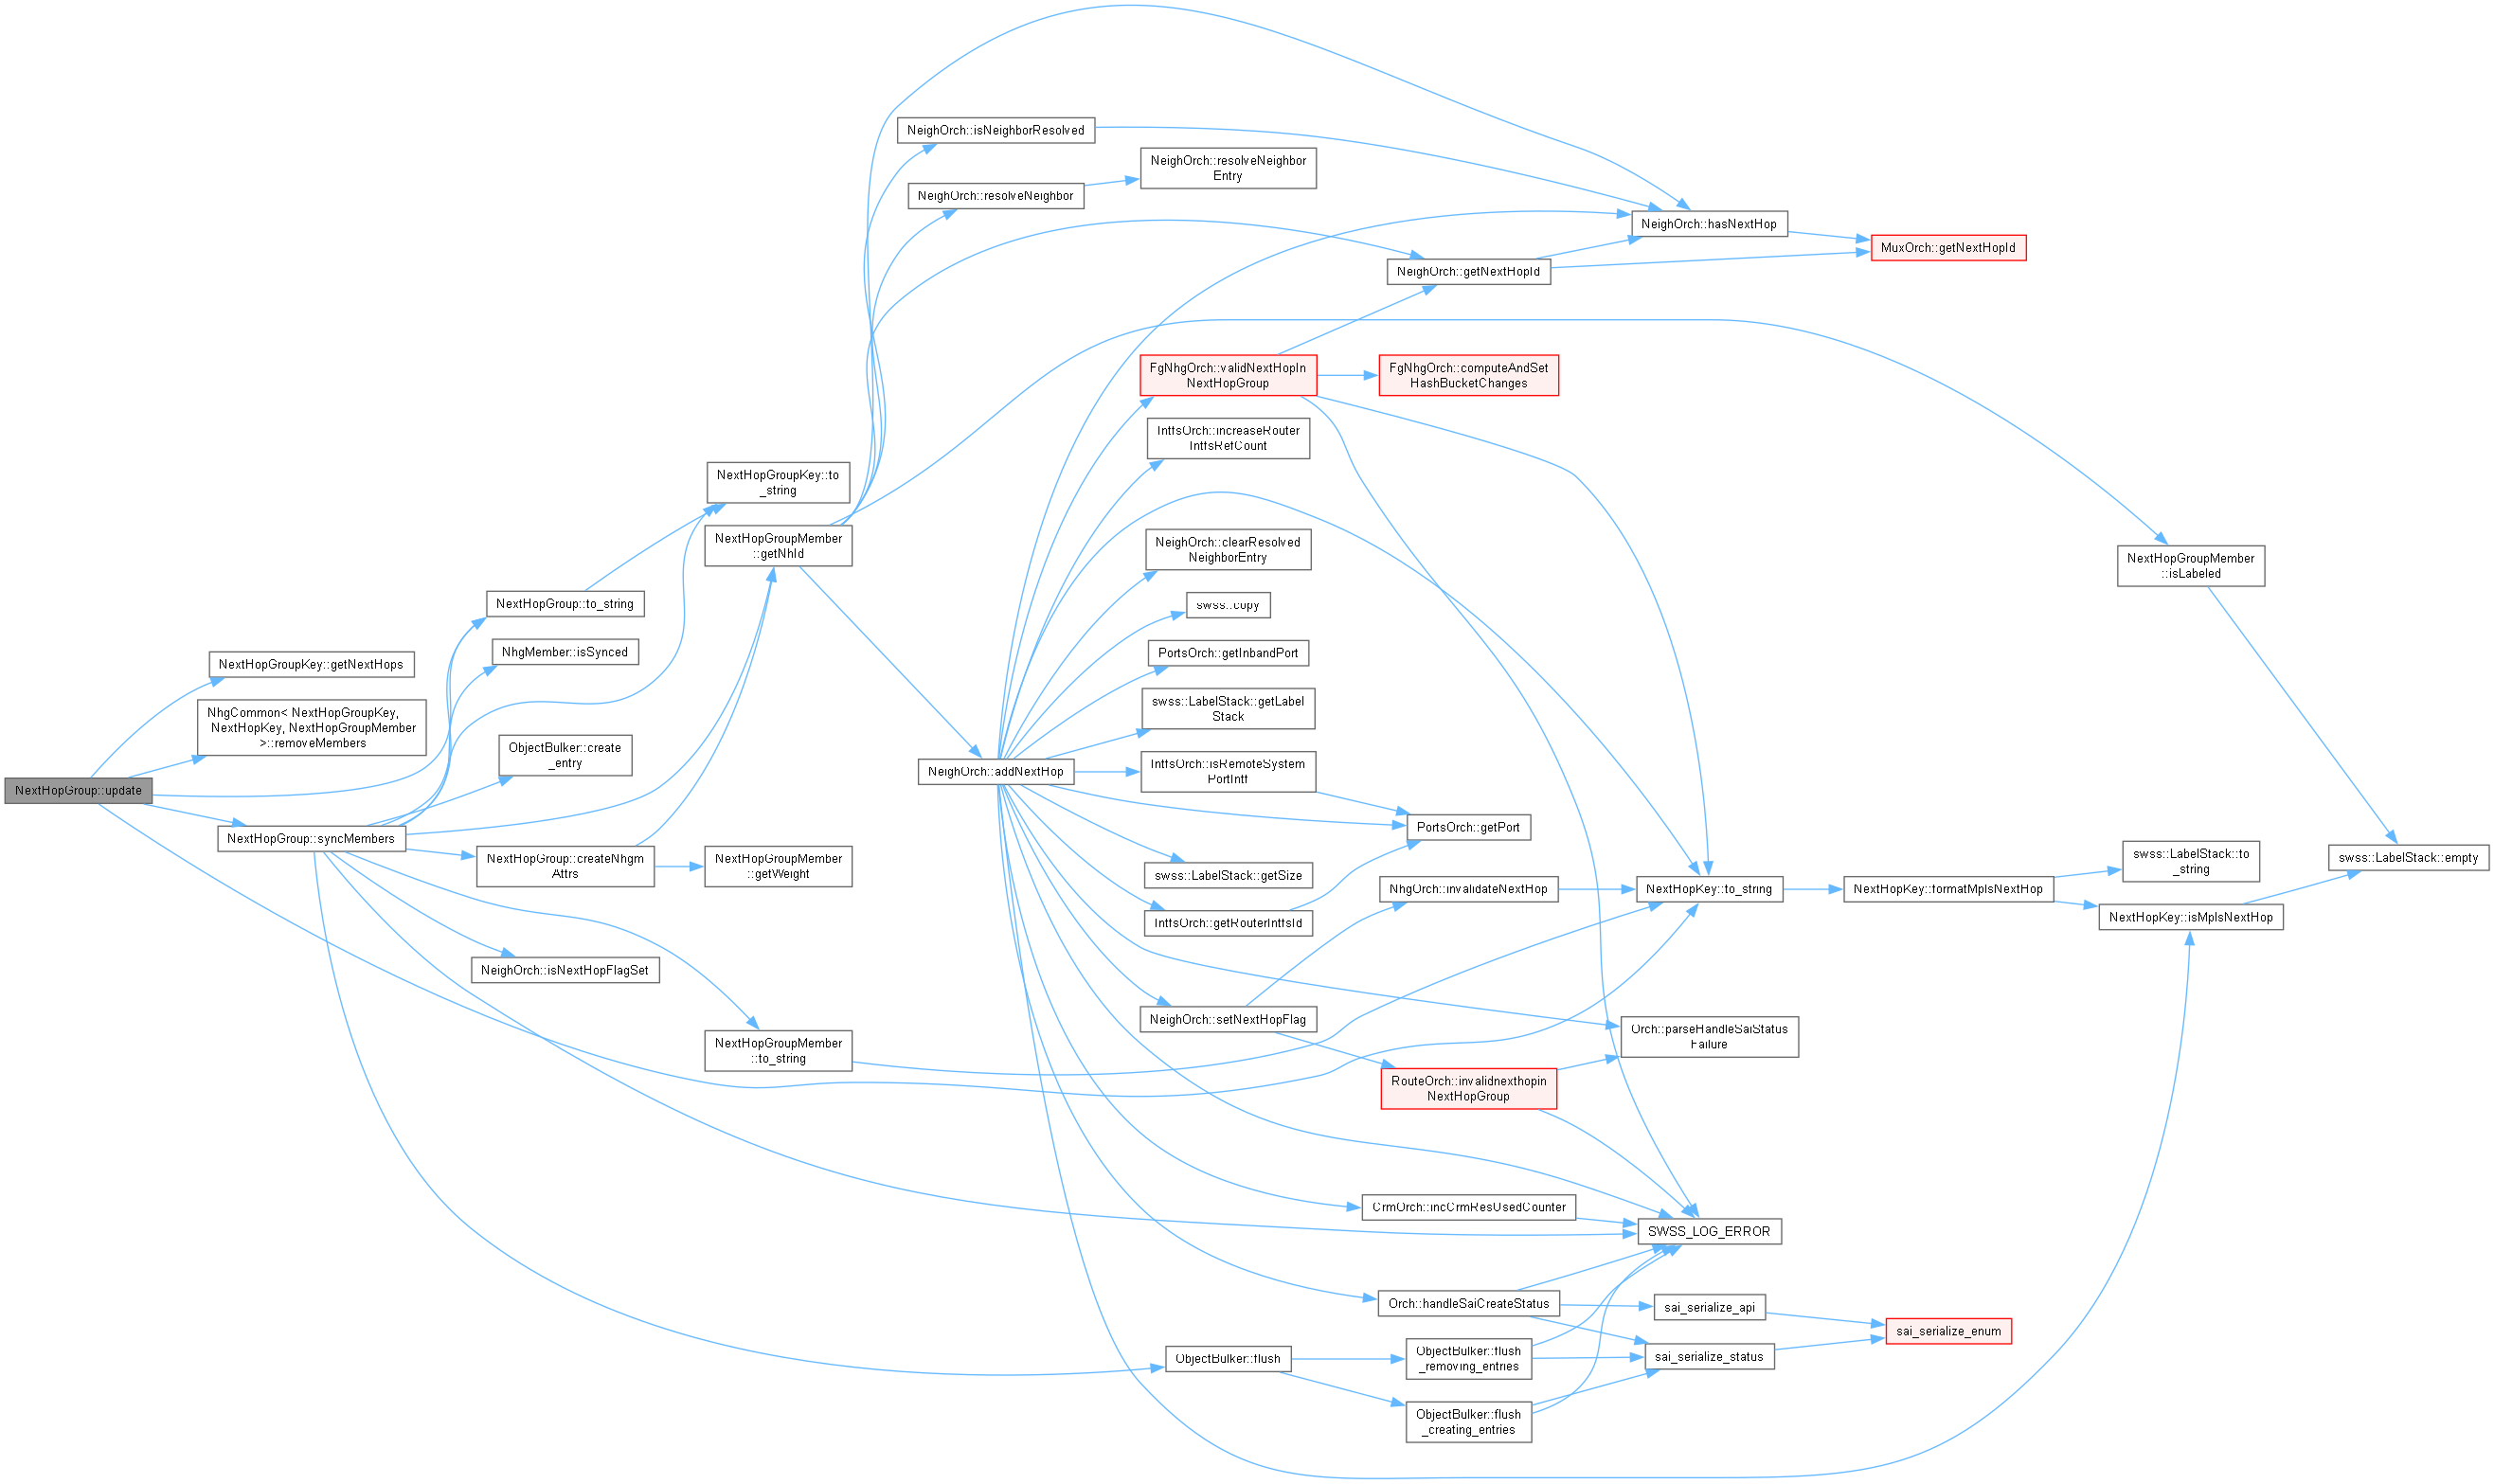 NeighOrch::isNeighborResolved
NeighOrch::resolveNeighbor
Entry
NeighOrch::resolveNeighbor
NeighOrch::hasNextHop
MuxOrch::getNextHopId
NeighOrch::getNextHopId
FgNhgOrch::validNextHopIn
NextHopGroup
FgNhgOrch::computeAndSet
HashBucketChanges
IntfsOrch::increaseRouter
IntfsRefCount
NextHopGroupKey::to
_string
NextHopGroupMember
::getNhId
NeighOrch::clearResolved
NeighborEntry
NextHopGroupMember
::isLabeled
NextHopGroup::to_string
swss::copy
NhgMember::isSynced
PortsOrch::getInbandPort
NextHopGroupKey::getNextHops
NhgCommon< NextHopGroupKey,
NextHopKey, NextHopGroupMember
>::removeMembers
swss::LabelStack::getLabel
Stack
ObjectBulker::create
_entry
NeighOrch::addNextHop
IntfsOrch::isRemoteSystem
PortIntf
NextHopGroup::update
NextHopGroup::syncMembers
PortsOrch::getPort
NextHopGroup::createNhgm
Attrs
NextHopGroupMember
::getWeight
swss::LabelStack::getSize
swss::LabelStack::to
_string
swss::LabelStack::empty
NhgOrch::invalidateNextHop
NextHopKey::to_string
NextHopKey::formatMplsNextHop
IntfsOrch::getRouterIntfsId
NextHopKey::isMplsNextHop
NeighOrch::isNextHopFlagSet
NeighOrch::setNextHopFlag
Orch::parseHandleSaiStatus
Failure
NextHopGroupMember
::to_string
RouteOrch::invalidnexthopin
NextHopGroup
CrmOrch::incCrmResUsedCounter
SWSS_LOG_ERROR
Orch::handleSaiCreateStatus
sai_serialize_api
sai_serialize_enum
ObjectBulker::flush
ObjectBulker::flush
_removing_entries
sai_serialize_status
ObjectBulker::flush
_creating_entries